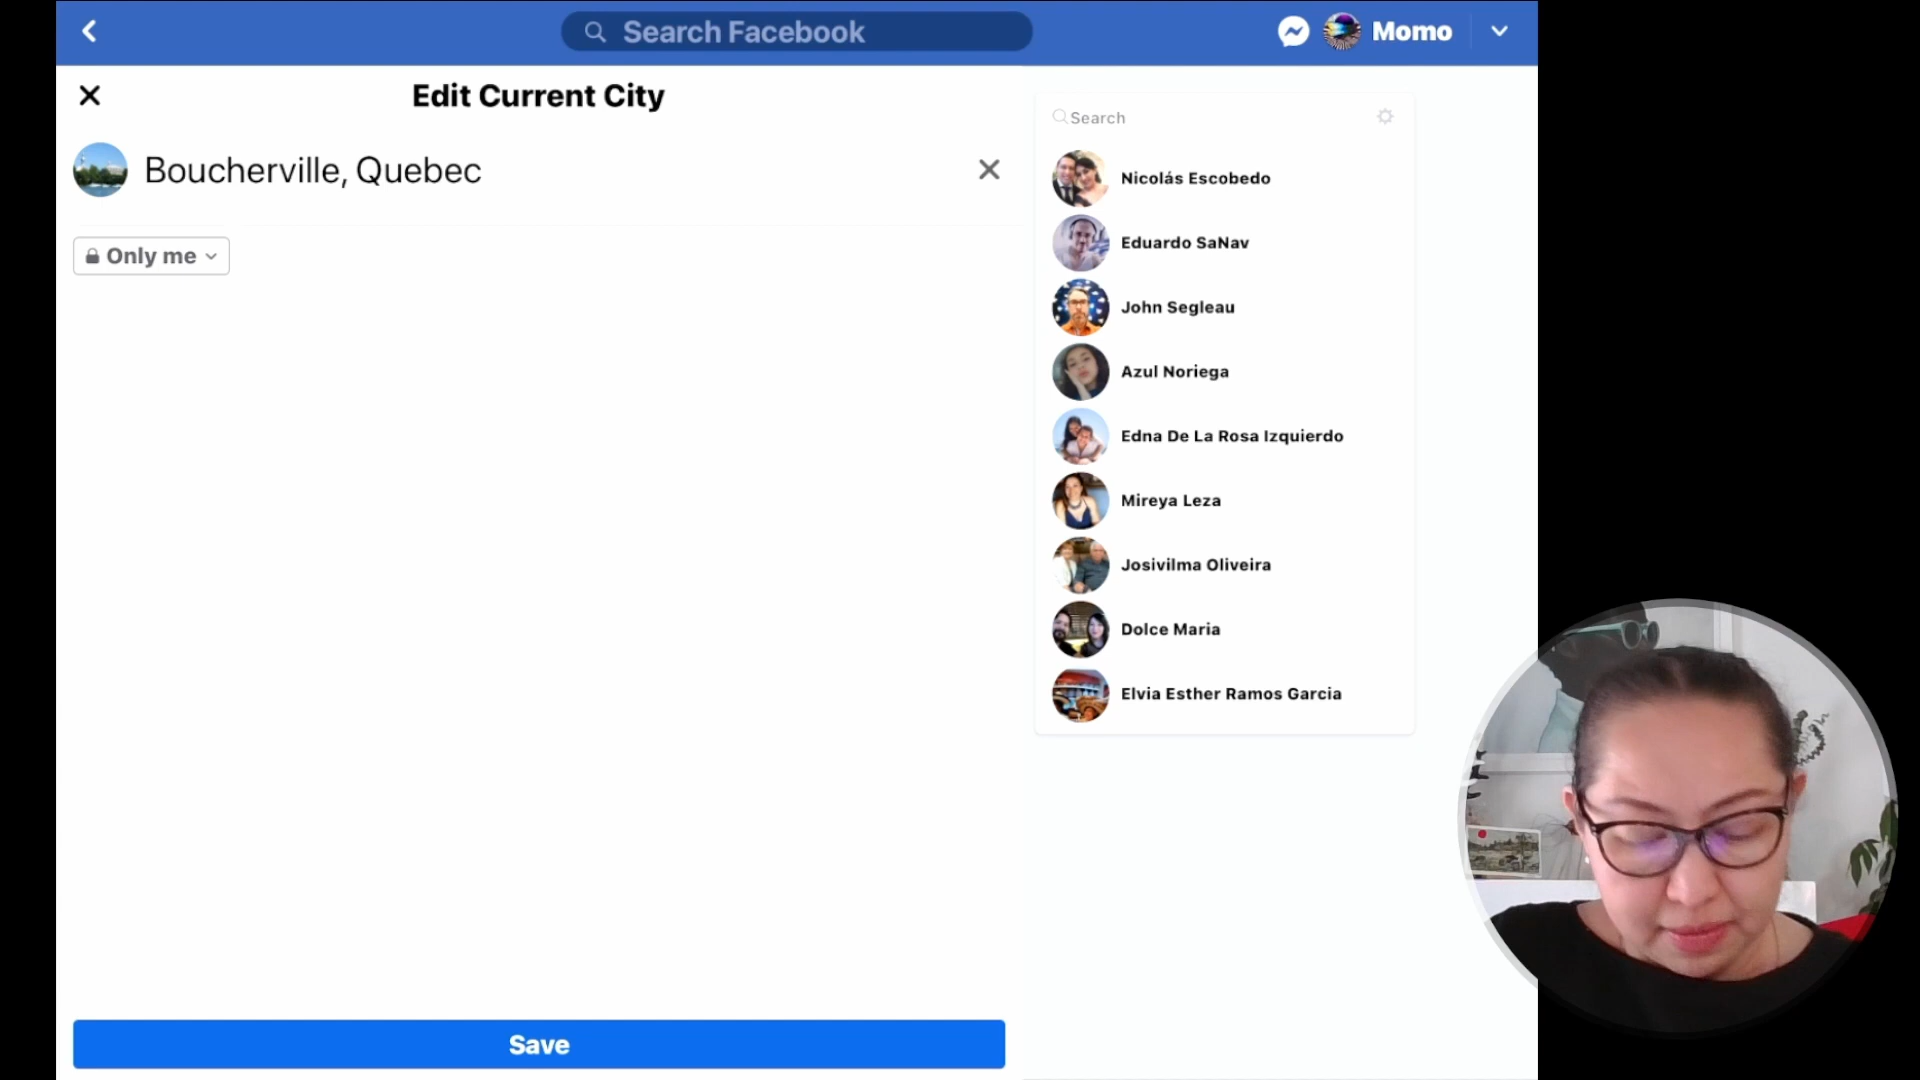 Search Facebook
Momo
Edit Current City
Boucherville, Quebec
Only me
Save
Search
Nicolás Escobedo
Eduardo SaNav
John Segleau
Azul Noriega
Edna De La Rosa Izquierdo
Mireya Leza
Josivilma Oliveira
Dolce Maria
Elvia Esther Ramos Garcia